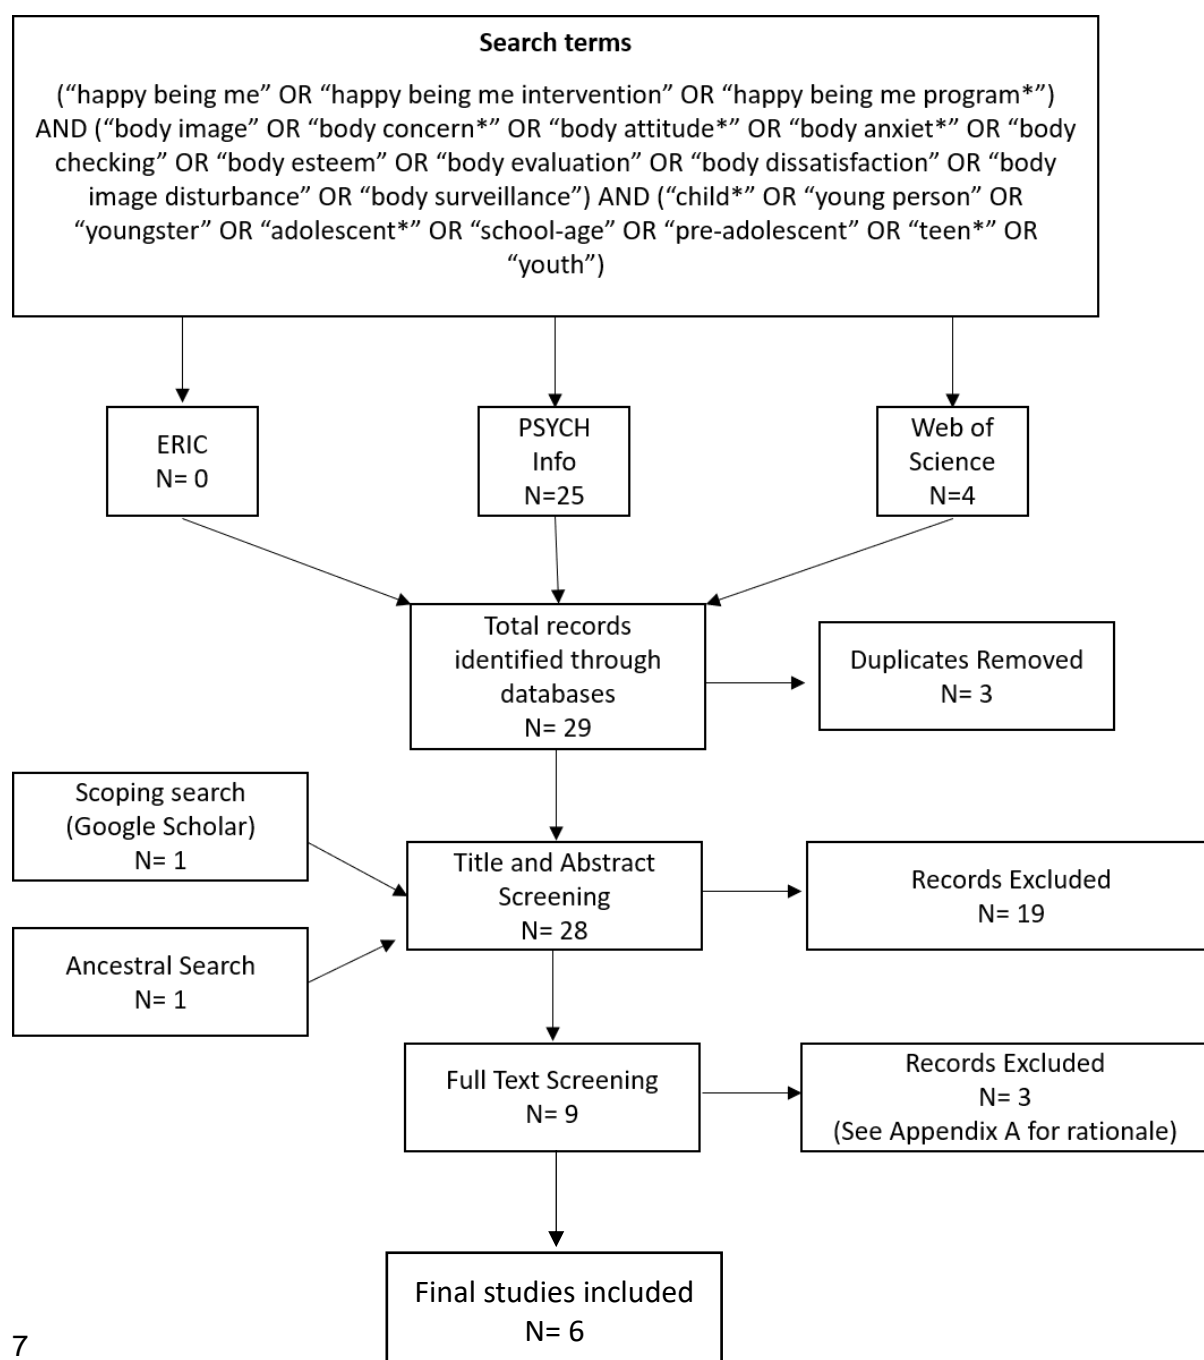 Search terms
(“happy being me” OR “happy being me intervention” OR “happy being me program*”)
AND (“body image” OR “body concern*” OR “body attitude*” OR “body anxiet*” OR “body
checking” OR “body esteem” OR “body evaluation” OR “body dissatisfaction” OR “body
image disturbance” OR “body surveillance”) AND (“child*” OR “young person” OR
“youngster” OR “adolescent*” OR “school-age” OR “pre-adolescent” OR “teen*” OR
“youth”)
ERIC
N= 0
PSYCH
Info
N=25
Web of
Science
N=4
Total records
identified through
databases
N= 29
Duplicates Removed
N= 3
Scoping search
(Google Scholar)
N= 1
Title and Abstract
Screening
N= 28
Records Excluded
N= 19
Ancestral Search
N= 1
Full Text Screening
N= 9
Records Excluded
N= 3
(See Appendix A for rationale)
Final studies included
N= 6
7